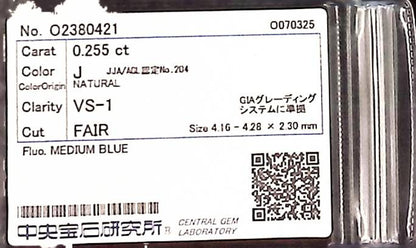 No. O2380421 O070325
Carat 0.255 ct
Color J JJA/AGL認定No.204
ColorOrigin NATURAL
Clarity VS-1 GIAグレーディング
システムに準拠
Cut FAIR Size 4.16 - 4.28 × 2.30 mm
Fluo. MEDIUM BLUE
中央宝石研究所® CENTRAL GEM
LABORATORY